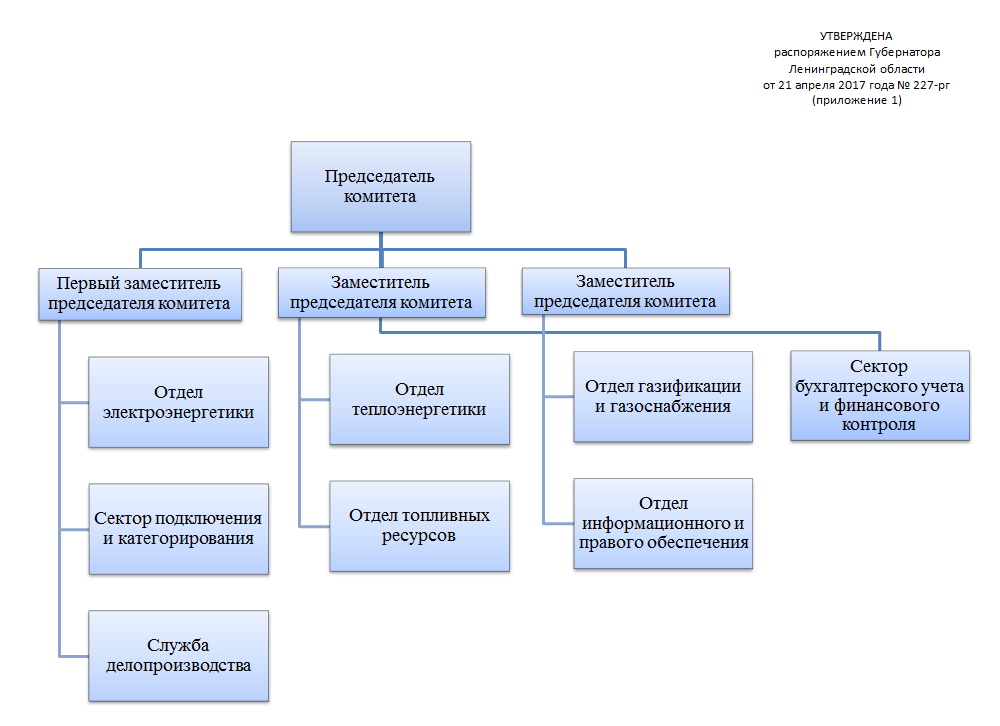 УТВЕРЖДЕНА
распоряжением Губернатора
Ленинградской области
от 21 апреля 2017 года № 227-рг
(приложение 1)
Председатель
комитета
Первый заместитель
председателя комитета
Заместитель
председателя комитета
Заместитель
председателя комитета
Отдел
электроэнергетики
Отдел
теплоэнергетики
Отдел газификации
и газоснабжения
Сектор
бухгалтерского учета
и финансового
контроля
Сектор подключения
и категорирования
Отдел топливных
ресурсов
Отдел
информационного и
правого обеспечения
Служба
делопроизводства